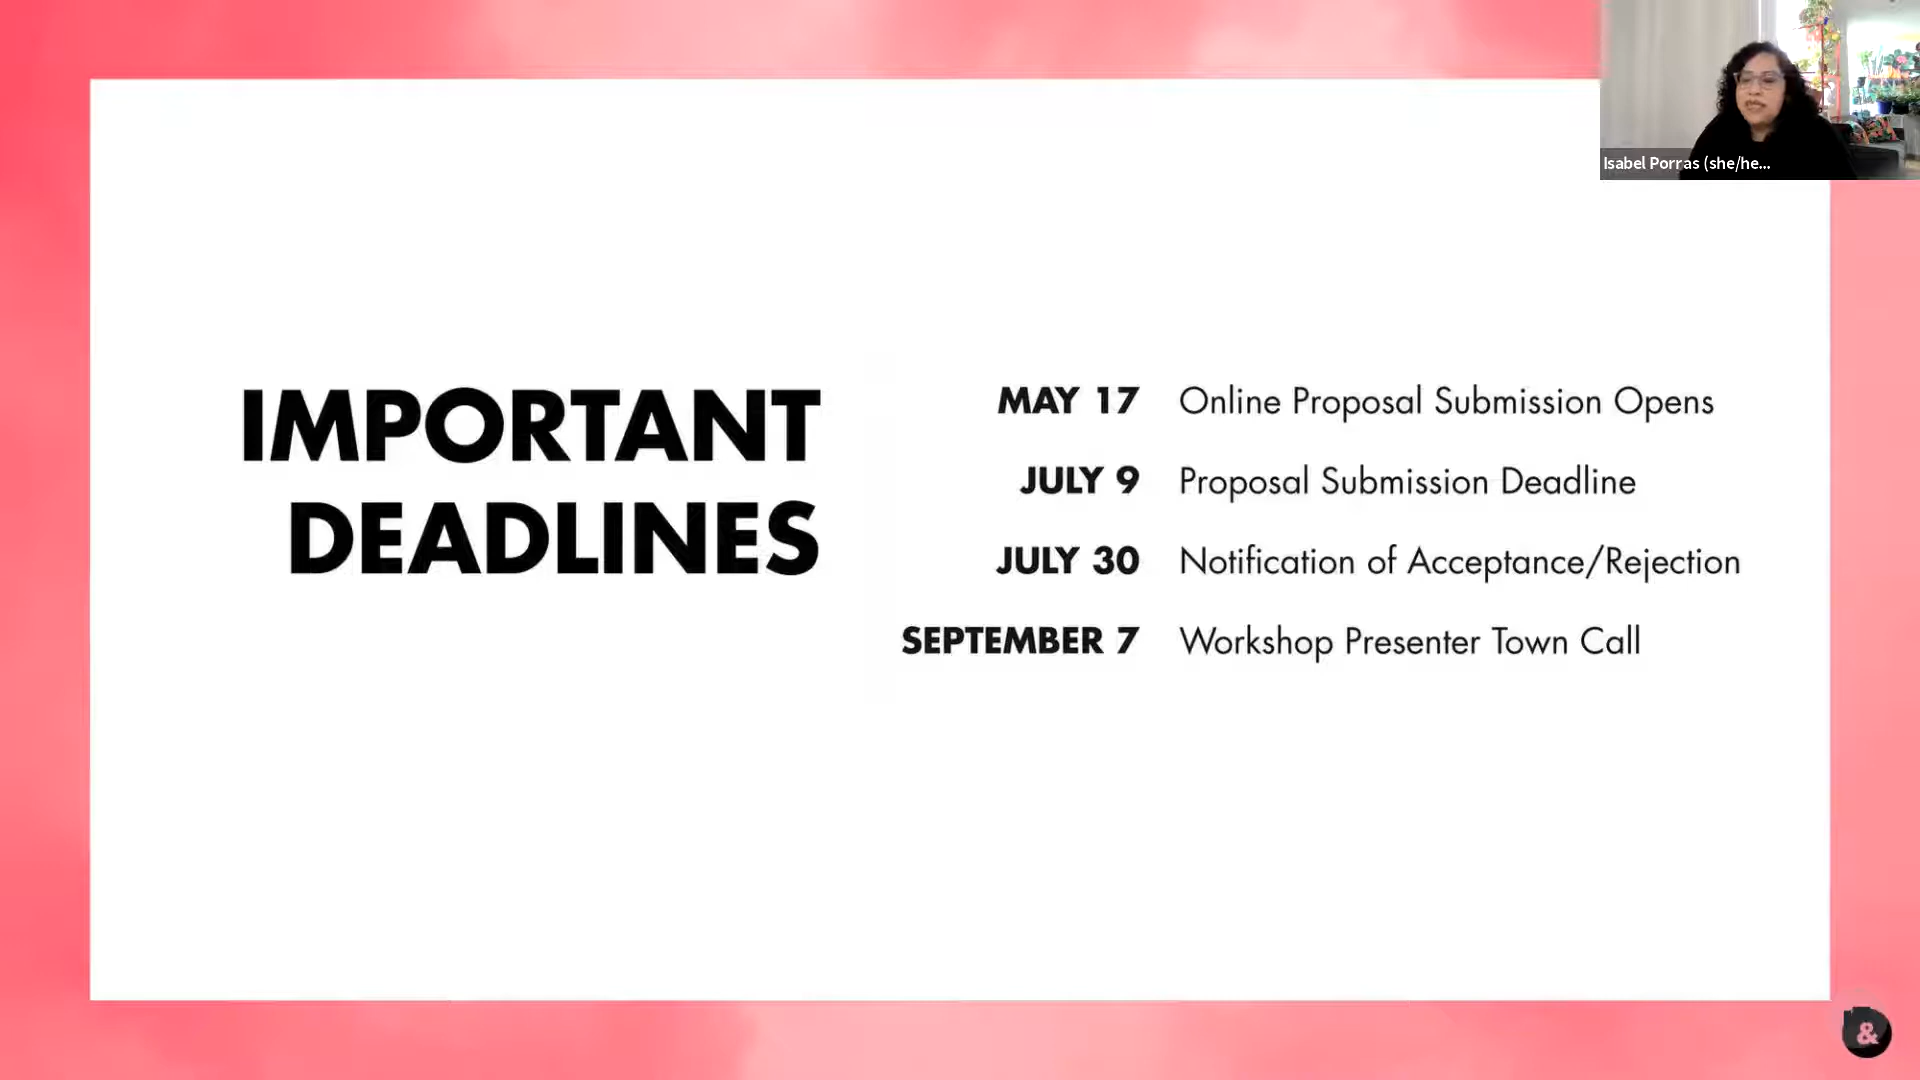 IMPORTANT
DEADLINES
MAY 17 Online Proposal Submission Opens
JULY 9 Proposal Submission Deadline
JULY 30 Notification of Acceptance/Rejection
SEPTEMBER 7 Workshop Presenter Town Call
Isabel Porras (she/he...
&